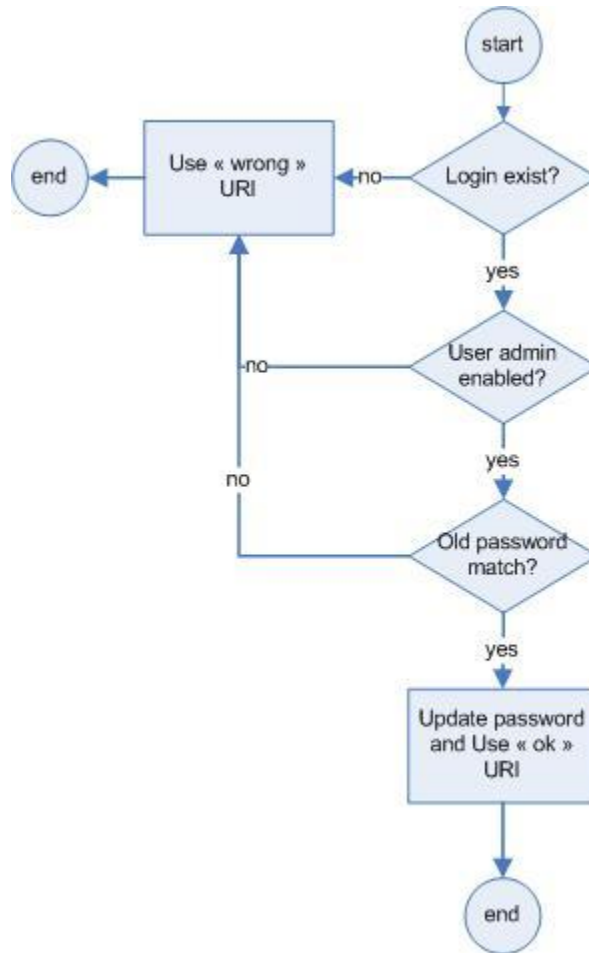 start
Login exist?
no
Use « wrong »
URI
end
yes
User admin
enabled?
no
yes
Old password
match?
no
yes
Update password
and Use « ok »
URI
end